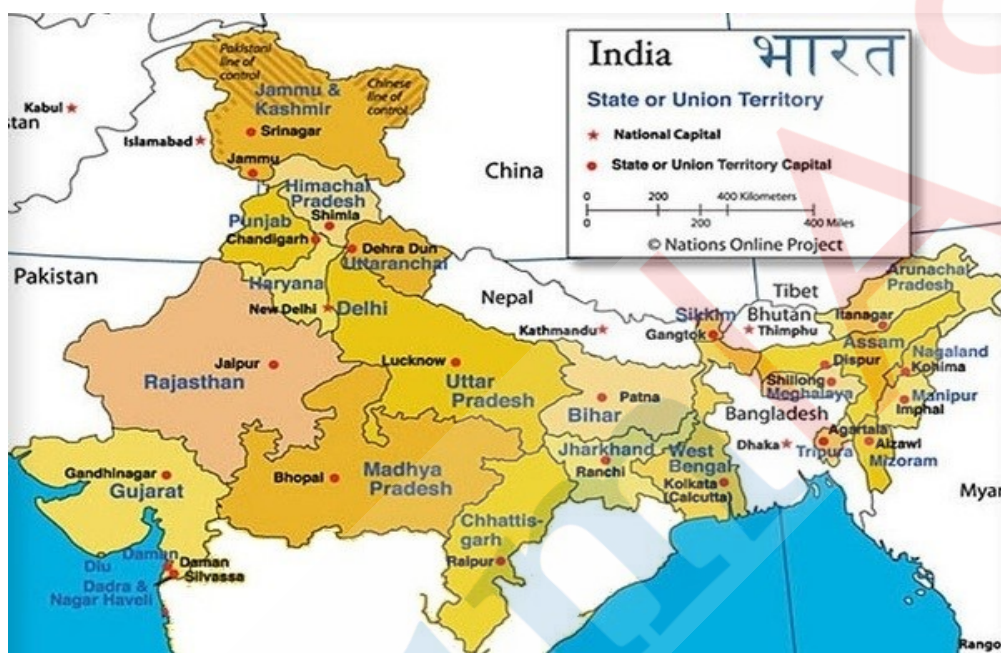 India भारत
State or Union Territory
National Capital
State or Union Territory Capital
0 200 400 Kilometers
0 200 400 Miles
© Nations Online Project
Pakistani
line of
control
Chinese
line of
control
Jammu &
Kashmir
Srinagar
Kabul
stan
Islamabad
Jammu
China
Himachal
Pradesh
Shimla
Punjab
Chandigarh
Dehra Dun
Uttaranchal
Pakistan
Haryana
New Delhi
Delhi
Nepal
Kathmandu
Tibet
Arunachal
Pradesh
Sikkim
Gangtok
Bhutan
Thimphu
Itanagar
Assam
Dispur
Nagaland
Kohima
Shillong
Meghalaya
Manipur
Imphal
Jaipur
Rajasthan
Lucknow
Uttar
Pradesh
Patna
Bihar
Bangladesh
Dhaka
Agartala
Tripura
Aizawl
Mizoram
Jharkhand
Ranchi
West
Bengal
Kolkata
(Calcutta)
Gandhinagar
Gujarat
Bhopal
Madhya
Pradesh
Myan
Chhattis-
garh
Raipur
Daman
Diu
Daman
Silvassa
Dadra &
Nagar Haveli
Rango